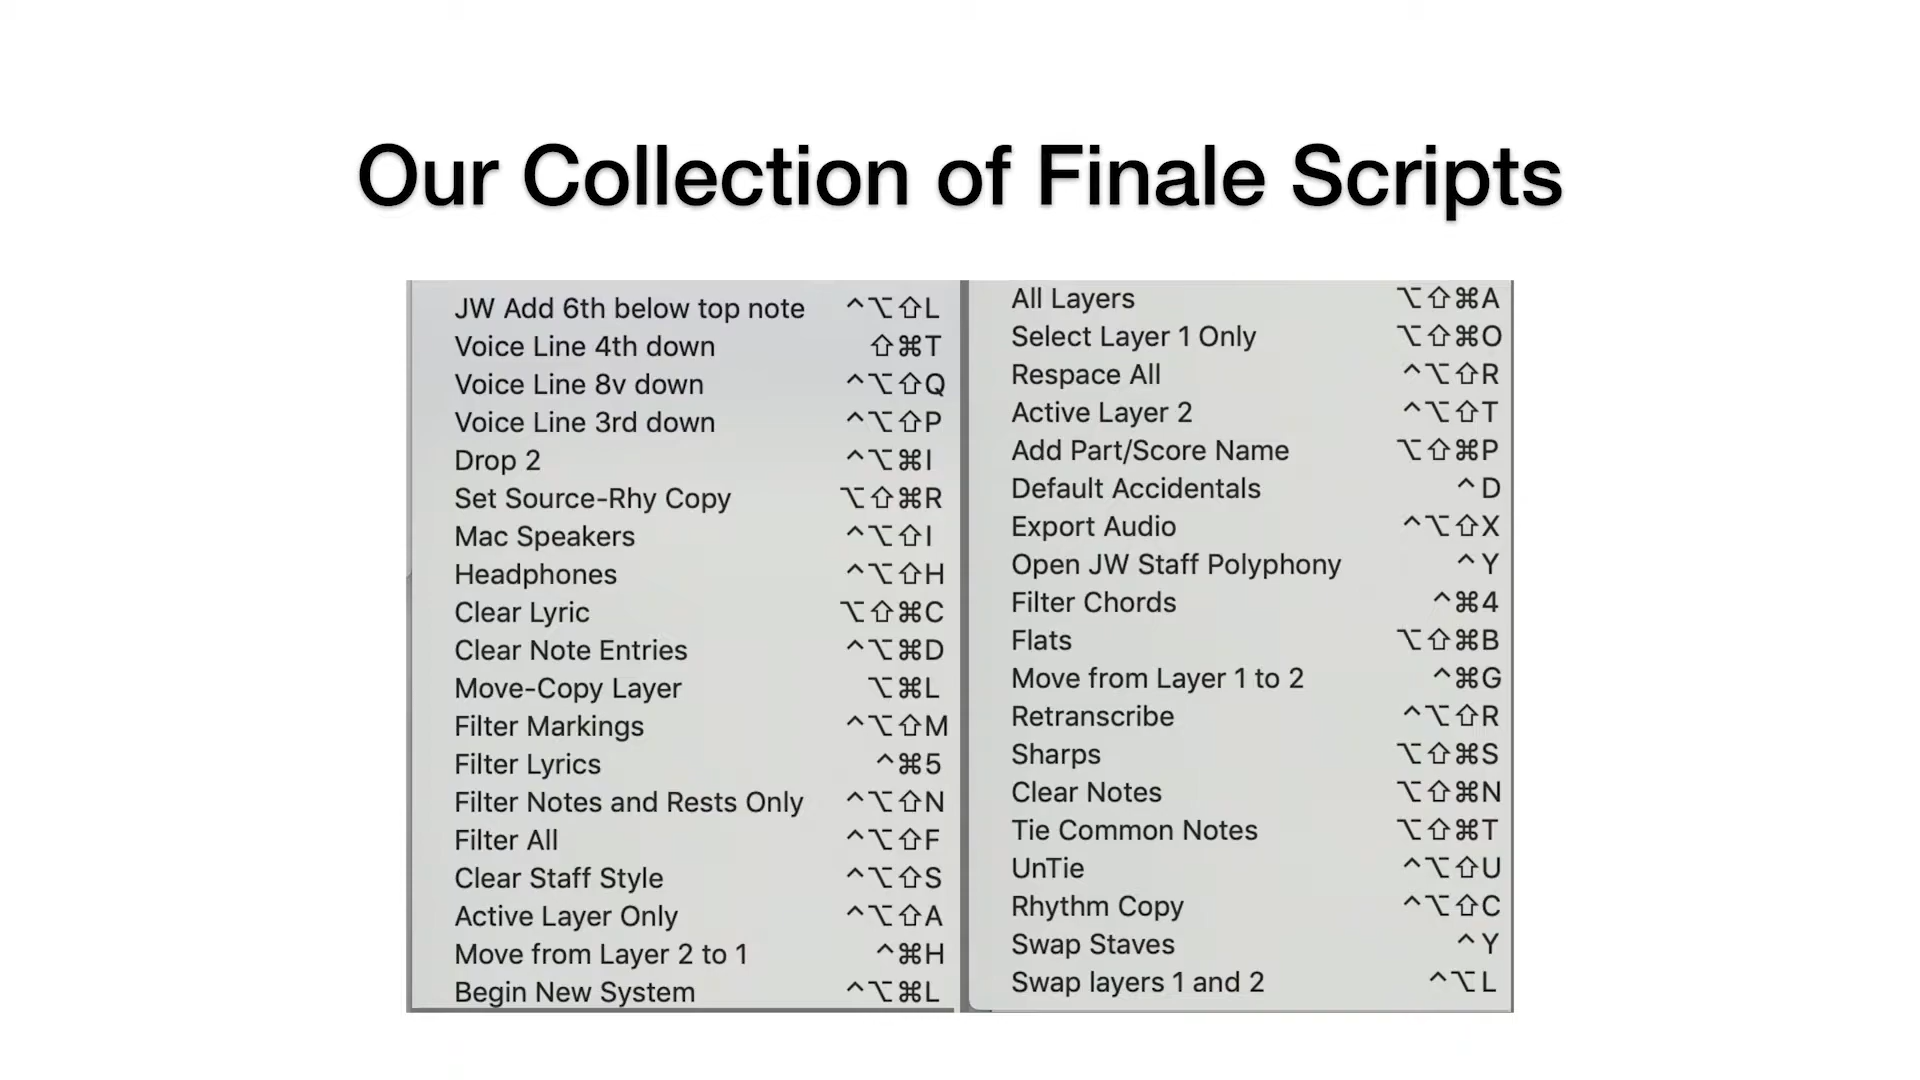 Our Collection of Finale Scripts
JW Add 6th below top note ^⌥⇧L
Voice Line 4th down ⇧⌘T
Voice Line 8v down ^⌥⇧Q
Voice Line 3rd down ^⌥⇧P
Drop 2 ^⌥⌘I
Set Source-Rhy Copy ⌥⇧⌘R
Mac Speakers ^⌥⇧I
Headphones ^⌥⇧H
Clear Lyric ⌥⇧⌘C
Clear Note Entries ^⌥⌘D
Move-Copy Layer ⌥⌘L
Filter Markings ^⌥⇧M
Filter Lyrics ^⌘5
Filter Notes and Rests Only ^⌥⇧N
Filter All ^⌥⇧F
Clear Staff Style ^⌥⇧S
Active Layer Only ^⌥⇧A
Move from Layer 2 to 1 ^⌘H
Begin New System ^⌥⌘L
All Layers ⌥⇧⌘A
Select Layer 1 Only ⌥⇧⌘O
Respace All ^⌥⇧R
Active Layer 2 ^⌥⇧T
Add Part/Score Name ⌥⇧⌘P
Default Accidentals ^D
Export Audio ^⌥⇧X
Open JW Staff Polyphony ^Y
Filter Chords ^⌘4
Flats ⌥⇧⌘B
Move from Layer 1 to 2 ^⌘G
Retranscribe ^⌥⇧R
Sharps ⌥⇧⌘S
Clear Notes ⌥⇧⌘N
Tie Common Notes ⌥⇧⌘T
UnTie ^⌥⇧U
Rhythm Copy ^⌥⇧C
Swap Staves ^Y
Swap layers 1 and 2 ^⌥L